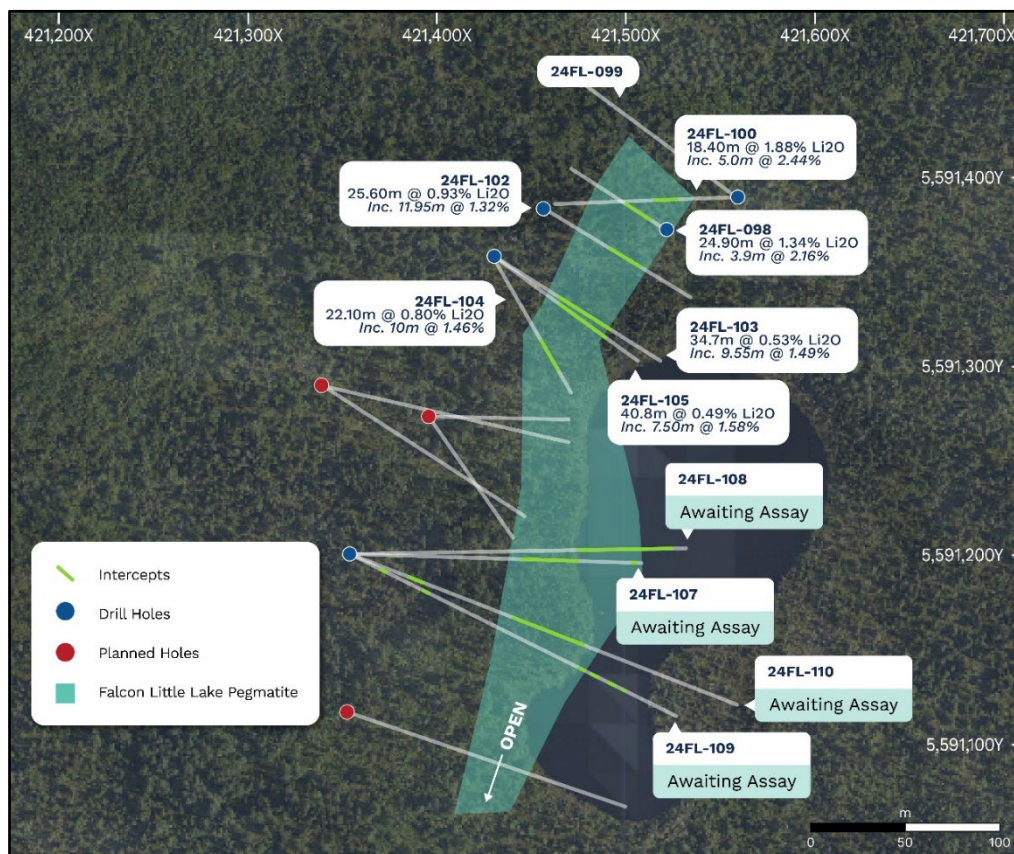 421,200X
421,300X
421,400X
421,500X
421,600X
421,700X
24FL-099
24FL-100
18.40m @ 1.88% Li2O
Inc. 5.0m @ 2.44%
5,591,400Y
24FL-102
25.60m @ 0.93% Li2O
Inc. 11.95m @ 1.32%
24FL-098
24.90m @ 1.34% Li2O
Inc. 3.9m @ 2.16%
24FL-104
22.10m @ 0.80% Li2O
Inc. 10m @ 1.46%
24FL-103
34.7m @ 0.53% Li2O
Inc. 9.55m @ 1.49%
5,591,300Y
24FL-105
40.8m @ 0.49% Li2O
Inc. 7.50m @ 1.58%
24FL-108
Awaiting Assay
5,591,200Y
24FL-107
Awaiting Assay
Intercepts
Drill Holes
Planned Holes
Falcon Little Lake Pegmatite
24FL-110
Awaiting Assay
OPEN
24FL-109
Awaiting Assay
5,591,100Y
m
0
50
100